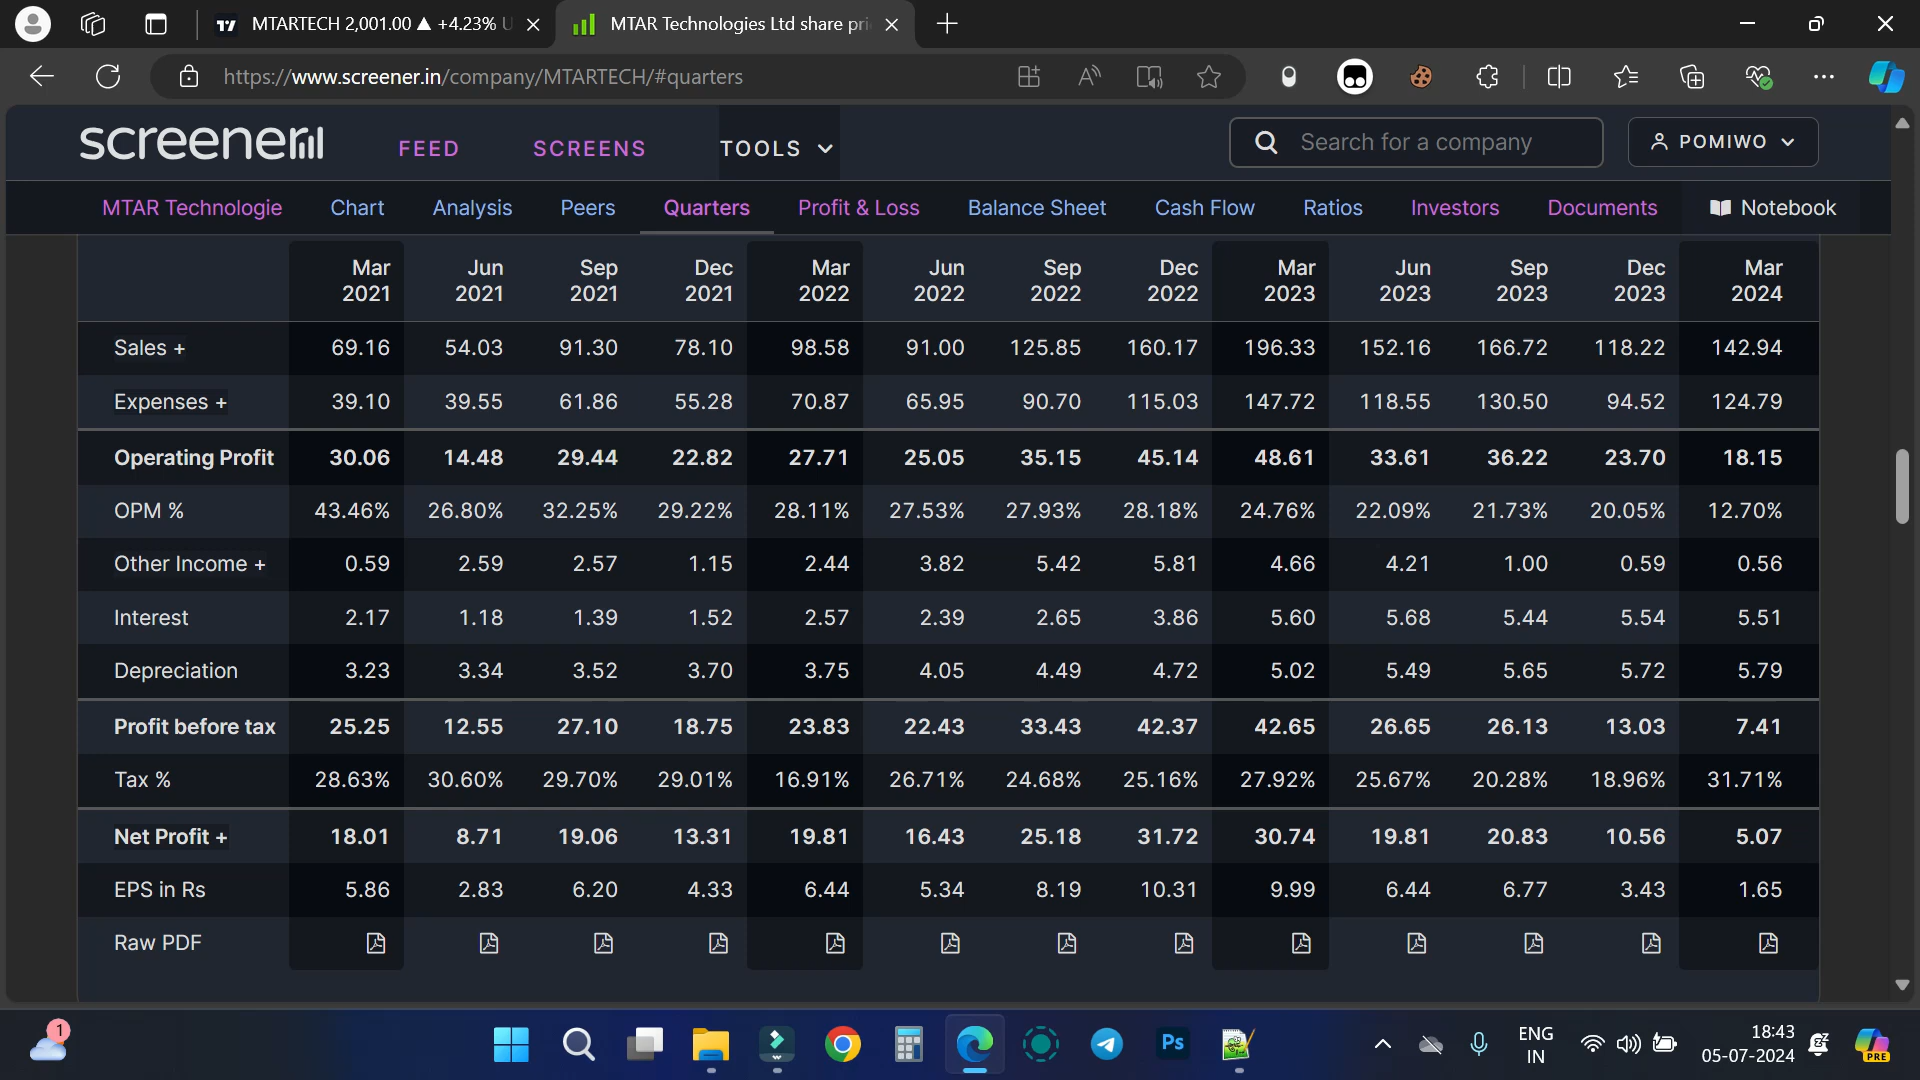 MTARTECH 2,001.00 ▲ +4.23% U
MTAR Technologies Ltd share pri
https://www.screener.in/company/MTARTECH/#quarters
screener
FEED SCREENS TOOLS
Search for a company
POMIWO
MTAR Technologie Chart Analysis Peers Quarters Profit & Loss Balance Sheet Cash Flow Ratios Investors Documents Notebook
Mar Jun Sep Dec Mar Jun Sep Dec Mar Jun Sep Dec Mar
2021 2021 2021 2021 2022 2022 2022 2022 2023 2023 2023 2023 2024
Sales + 69.16 54.03 91.30 78.10 98.58 91.00 125.85 160.17 196.33 152.16 166.72 118.22 142.94
Expenses + 39.10 39.55 61.86 55.28 70.87 65.95 90.70 115.03 147.72 118.55 130.50 94.52 124.79
Operating Profit 30.06 14.48 29.44 22.82 27.71 25.05 35.15 45.14 48.61 33.61 36.22 23.70 18.15
OPM % 43.46% 26.80% 32.25% 29.22% 28.11% 27.53% 27.93% 28.18% 24.76% 22.09% 21.73% 20.05% 12.70%
Other Income + 0.59 2.59 2.57 1.15 2.44 3.82 5.42 5.81 4.66 4.21 1.00 0.59 0.56
Interest 2.17 1.18 1.39 1.52 2.57 2.39 2.65 3.86 5.60 5.68 5.44 5.54 5.51
Depreciation 3.23 3.34 3.52 3.70 3.75 4.05 4.49 4.72 5.02 5.49 5.65 5.72 5.79
Profit before tax 25.25 12.55 27.10 18.75 23.83 22.43 33.43 42.37 42.65 26.65 26.13 13.03 7.41
Tax % 28.63% 30.60% 29.70% 29.01% 16.91% 26.71% 24.68% 25.16% 27.92% 25.67% 20.28% 18.96% 31.71%
Net Profit + 18.01 8.71 19.06 13.31 19.81 16.43 25.18 31.72 30.74 19.81 20.83 10.56 5.07
EPS in Rs 5.86 2.83 6.20 4.33 6.44 5.34 8.19 10.31 9.99 6.44 6.77 3.43 1.65
Raw PDF
1
Ps
ENG
IN
18:43
05-07-2024
PRE